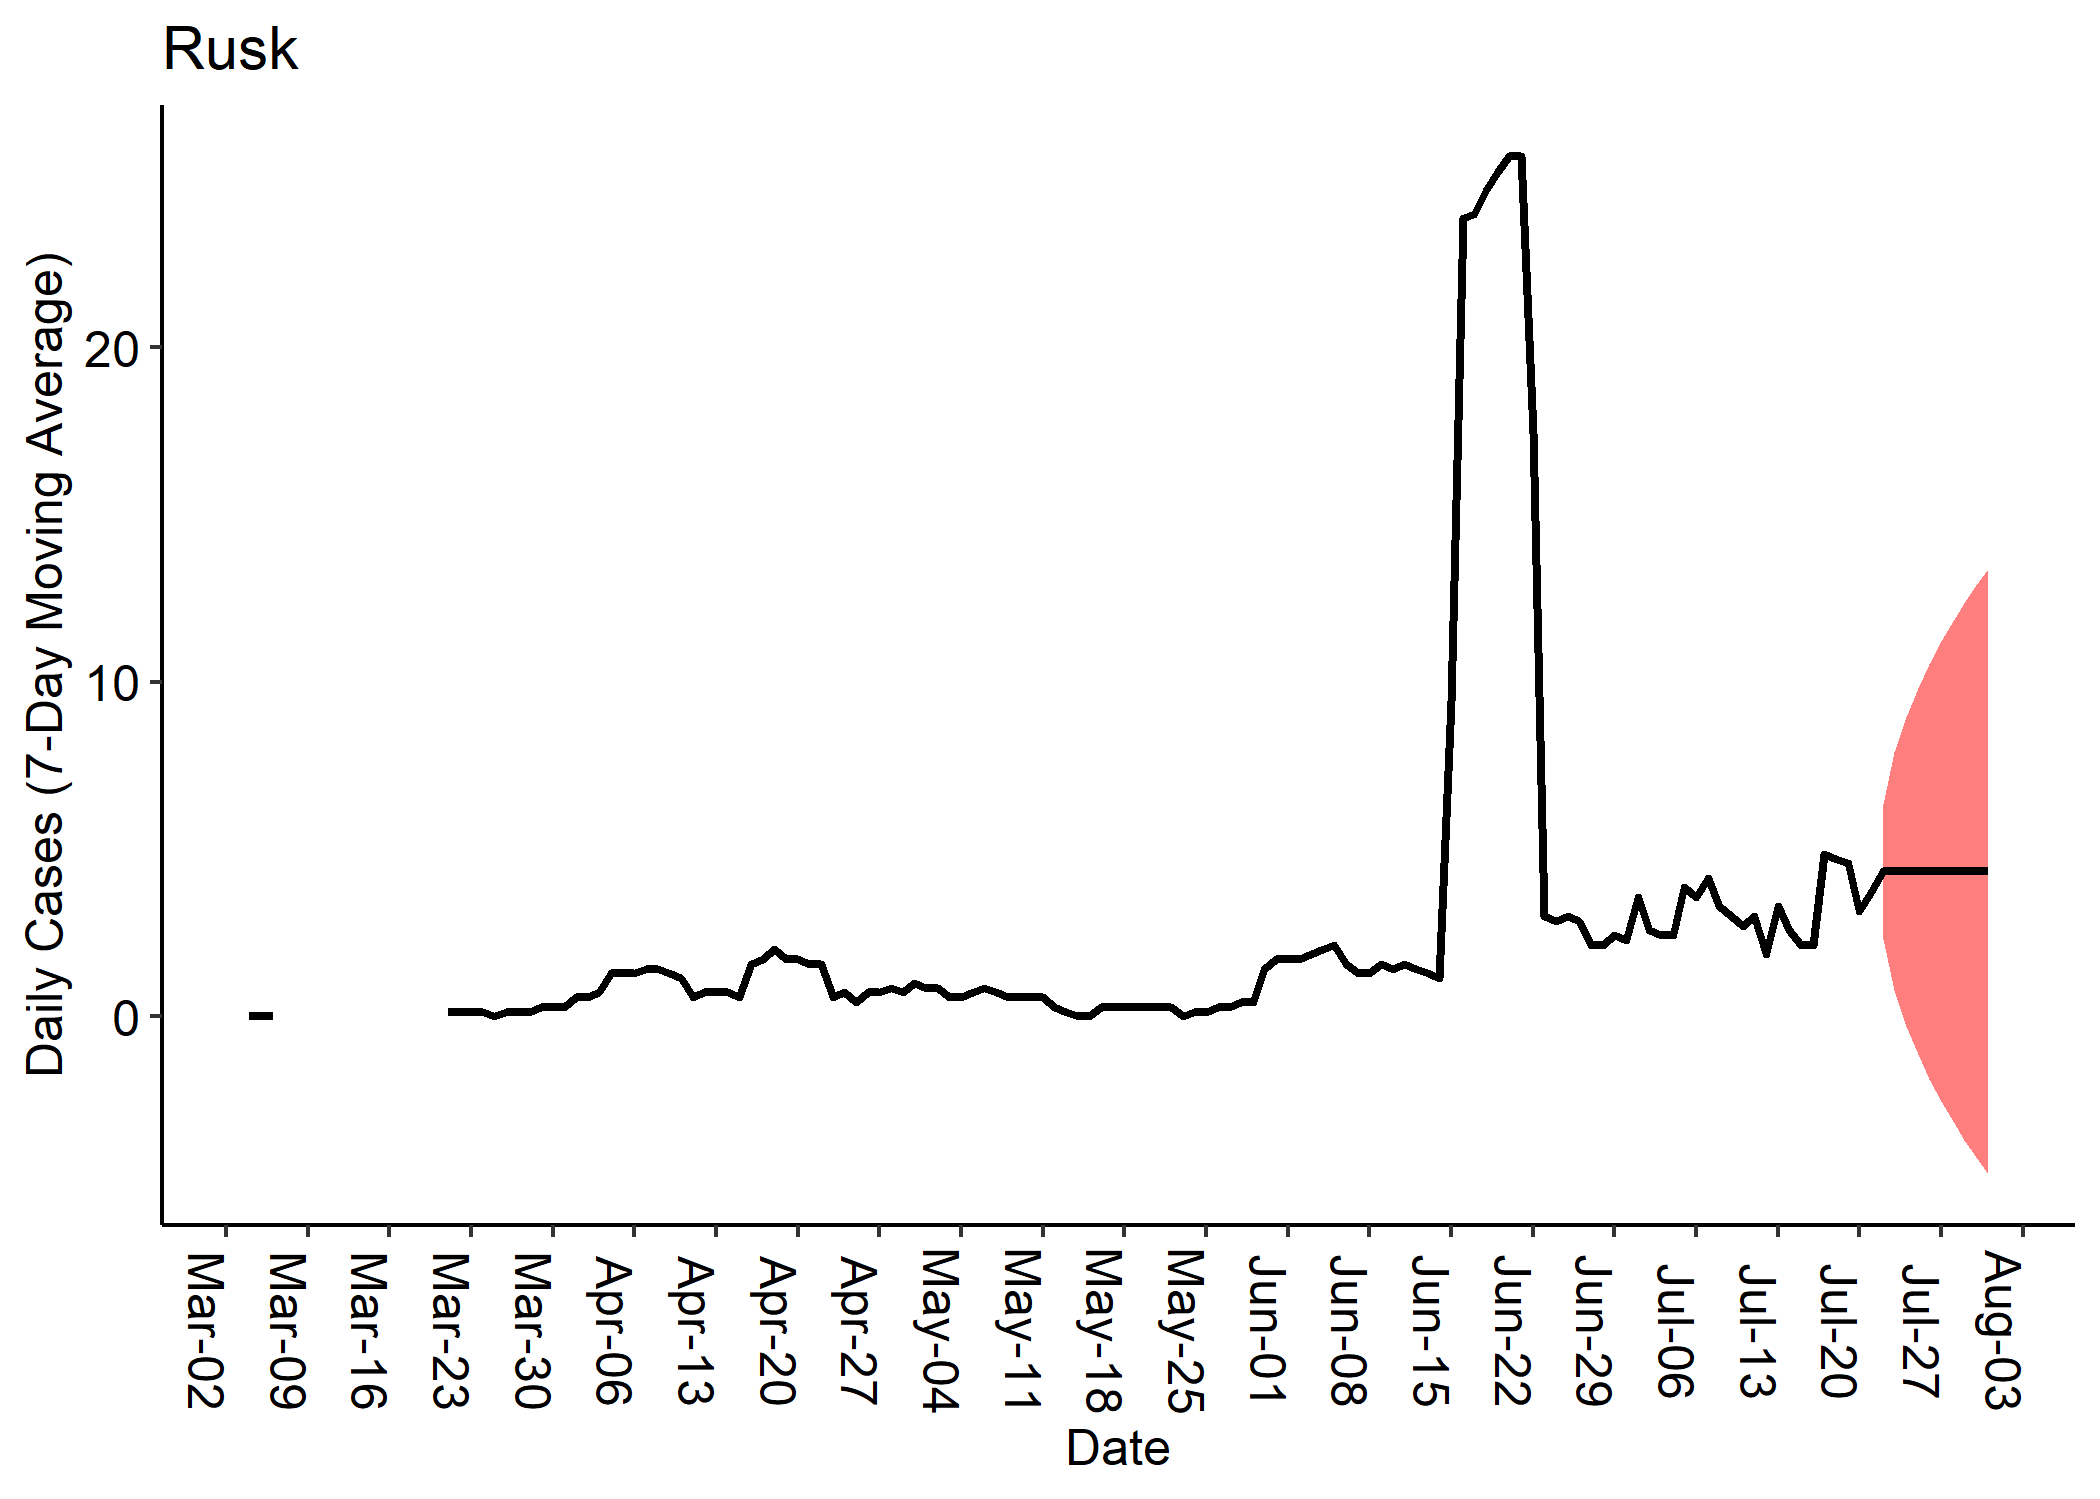 Rusk
Daily Cases (7-Day Moving Average)
20
10
0
Mar-02
Mar-09
Mar-16
Mar-23
Mar-30
Apr-06
Apr-13
Apr-20
Apr-27
May-04
May-11
May-18
May-25
Jun-01
Jun-08
Jun-15
Jun-22
Jun-29
Jul-06
Jul-13
Jul-20
Jul-27
Aug-03
Date